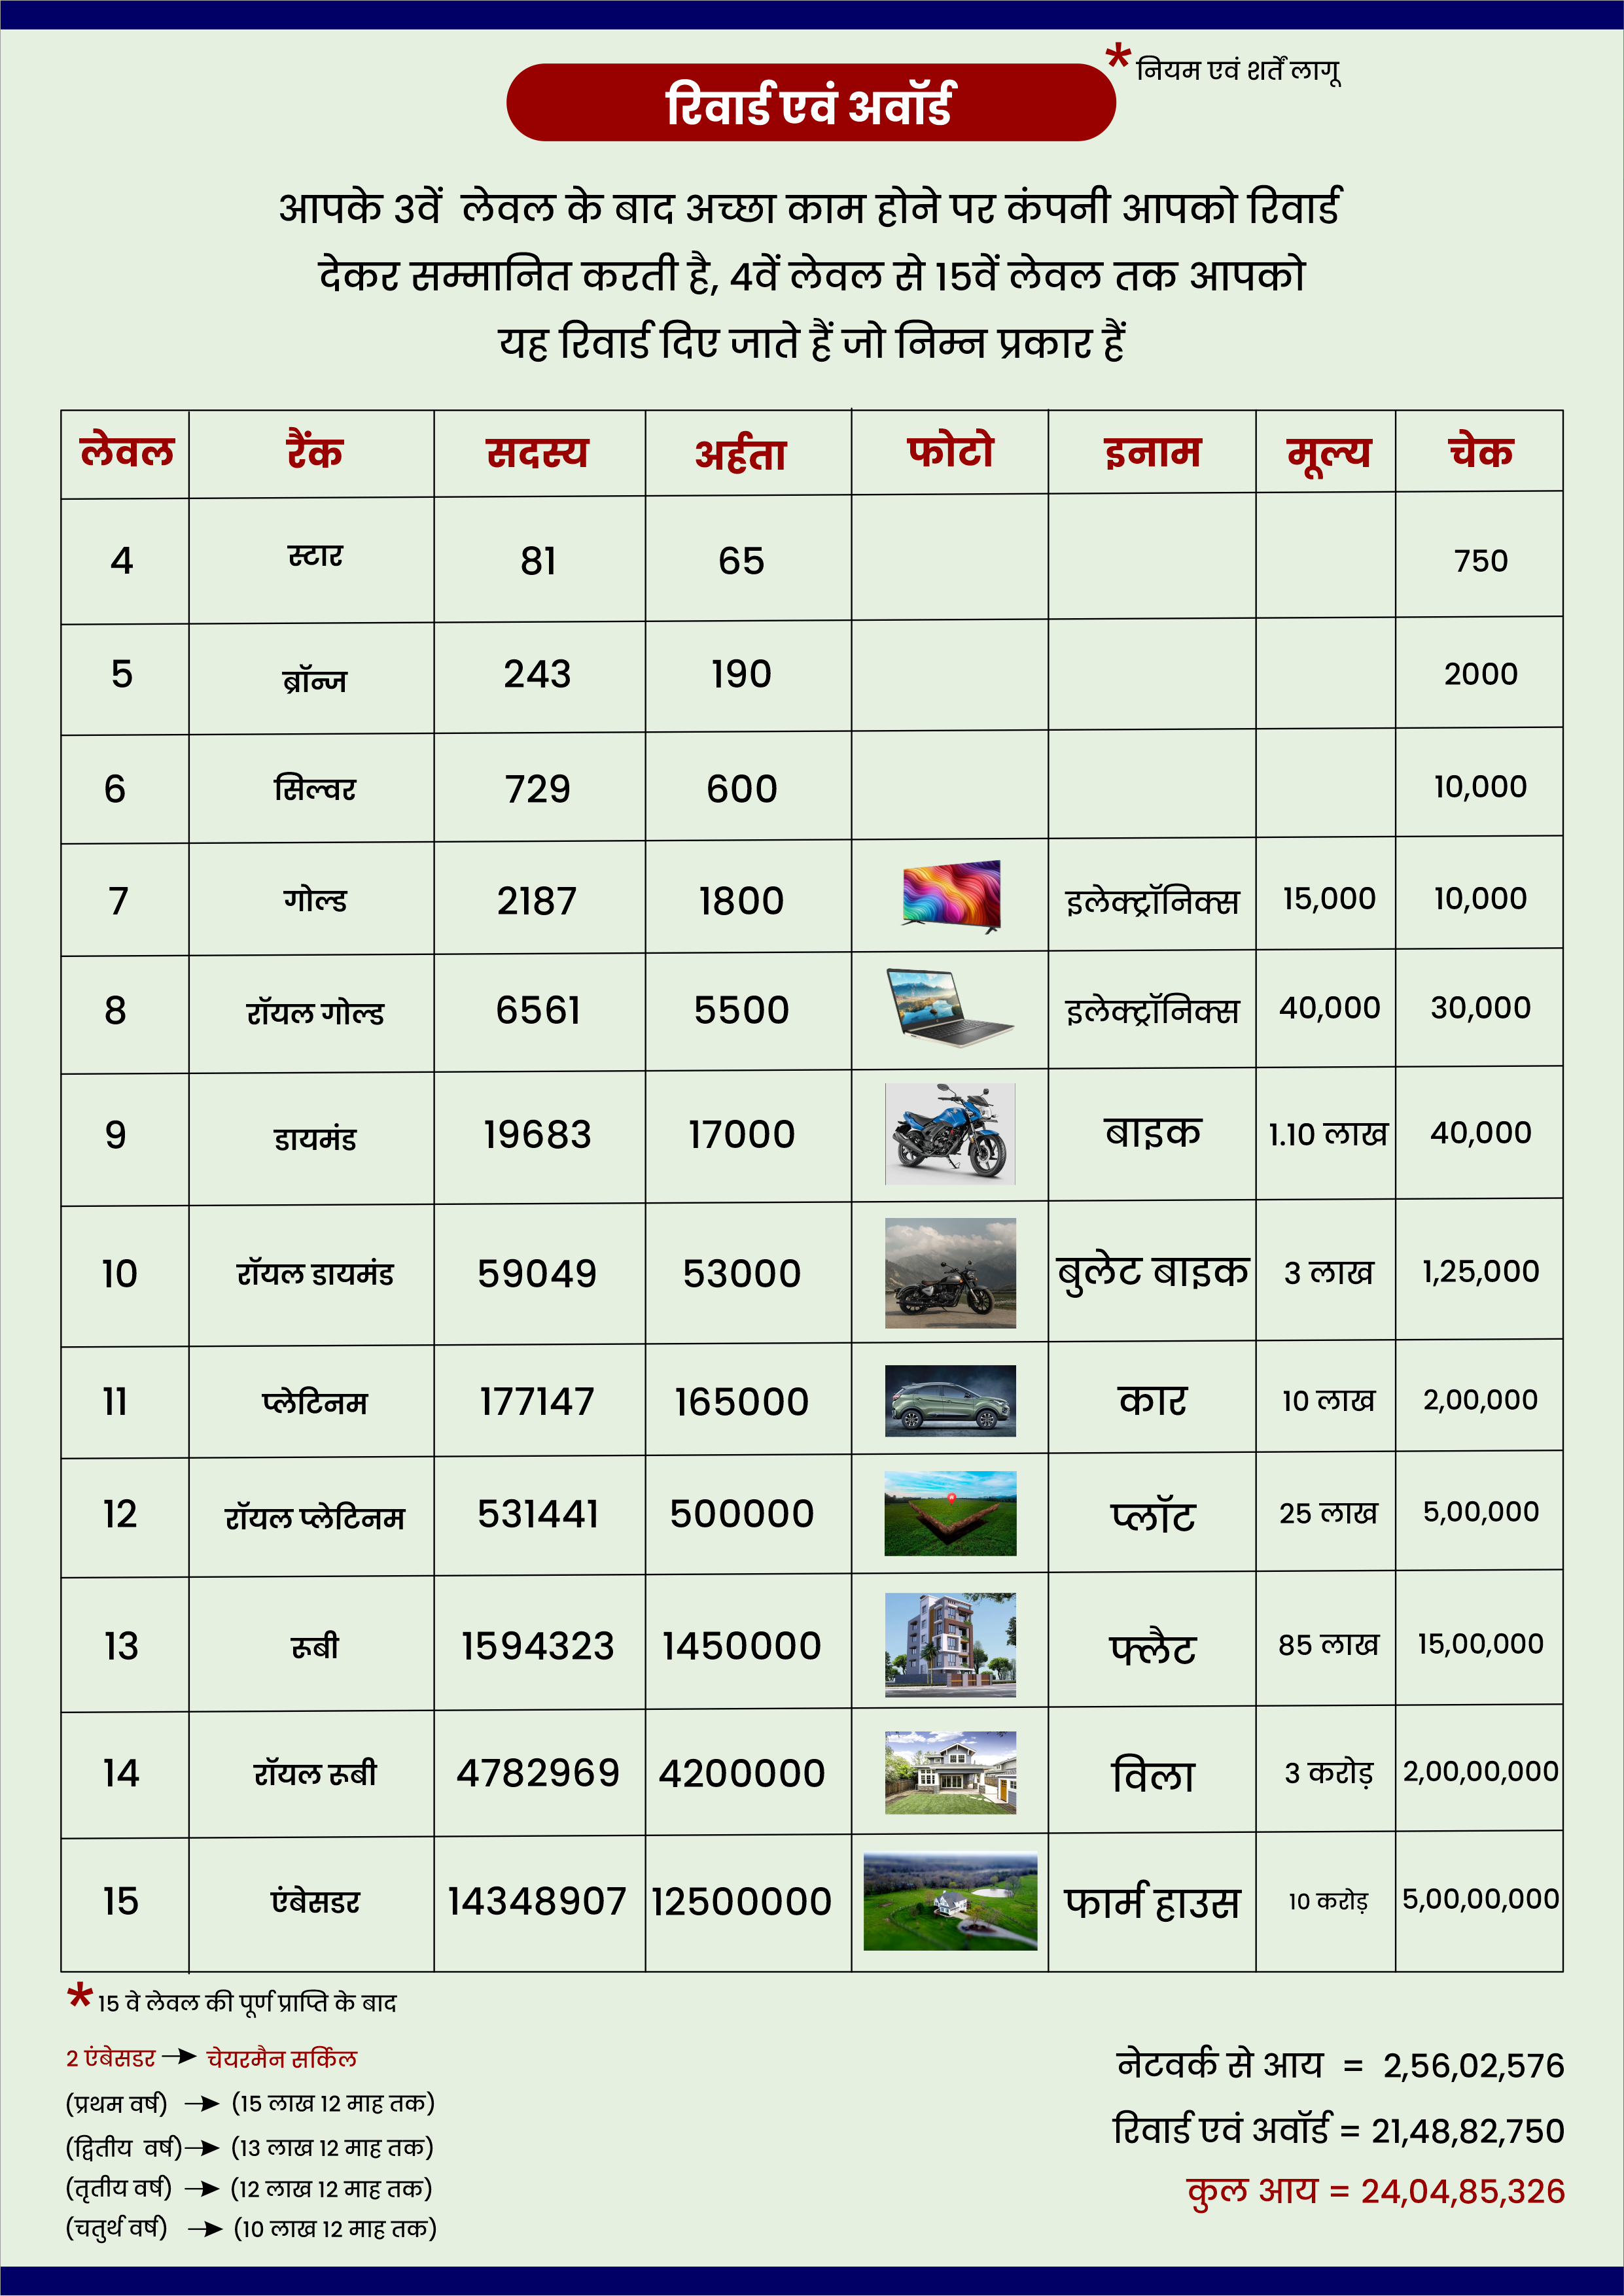 * नियम एवं शर्तें लागू
रिवार्ड एवं अवॉर्ड
आपके 3वें लेवल के बाद अच्छा काम होने पर कंपनी आपको रिवार्ड
देकर सम्मानित करती है, 4वें लेवल से 15वें लेवल तक आपको
यह रिवार्ड दिए जाते हैं जो निम्न प्रकार हैं
लेवल रैंक सदस्य अर्हता फोटो इनाम मूल्य चेक
4 स्टार 81 65 750
5 ब्रॉन्ज 243 190 2000
6 सिल्वर 729 600 10,000
7 गोल्ड 2187 1800 इलेक्ट्रॉनिक्स 15,000 10,000
8 रॉयल गोल्ड 6561 5500 इलेक्ट्रॉनिक्स 40,000 30,000
9 डायमंड 19683 17000 बाइक 1.10 लाख 40,000
10 रॉयल डायमंड 59049 53000 बुलेट बाइक 3 लाख 1,25,000
11 प्लेटिनम 177147 165000 कार 10 लाख 2,00,000
12 रॉयल प्लेटिनम 531441 500000 प्लॉट 25 लाख 5,00,000
13 रूबी 1594323 1450000 फ्लैट 85 लाख 15,00,000
14 रॉयल रूबी 4782969 4200000 विला 3 करोड़ 2,00,00,000
15 एंबेसडर 14348907 12500000 फार्म हाउस 10 करोड़ 5,00,00,000
* 15 वे लेवल की पूर्ण प्राप्ति के बाद
2 एंबेसडर → चेयरमैन सर्किल
(प्रथम वर्ष) → (15 लाख 12 माह तक)
(द्वितीय वर्ष) → (13 लाख 12 माह तक)
(तृतीय वर्ष) → (12 लाख 12 माह तक)
(चतुर्थ वर्ष) → (10 लाख 12 माह तक)
नेटवर्क से आय = 2,56,02,576
रिवार्ड एवं अवॉर्ड = 21,48,82,750
कुल आय = 24,04,85,326